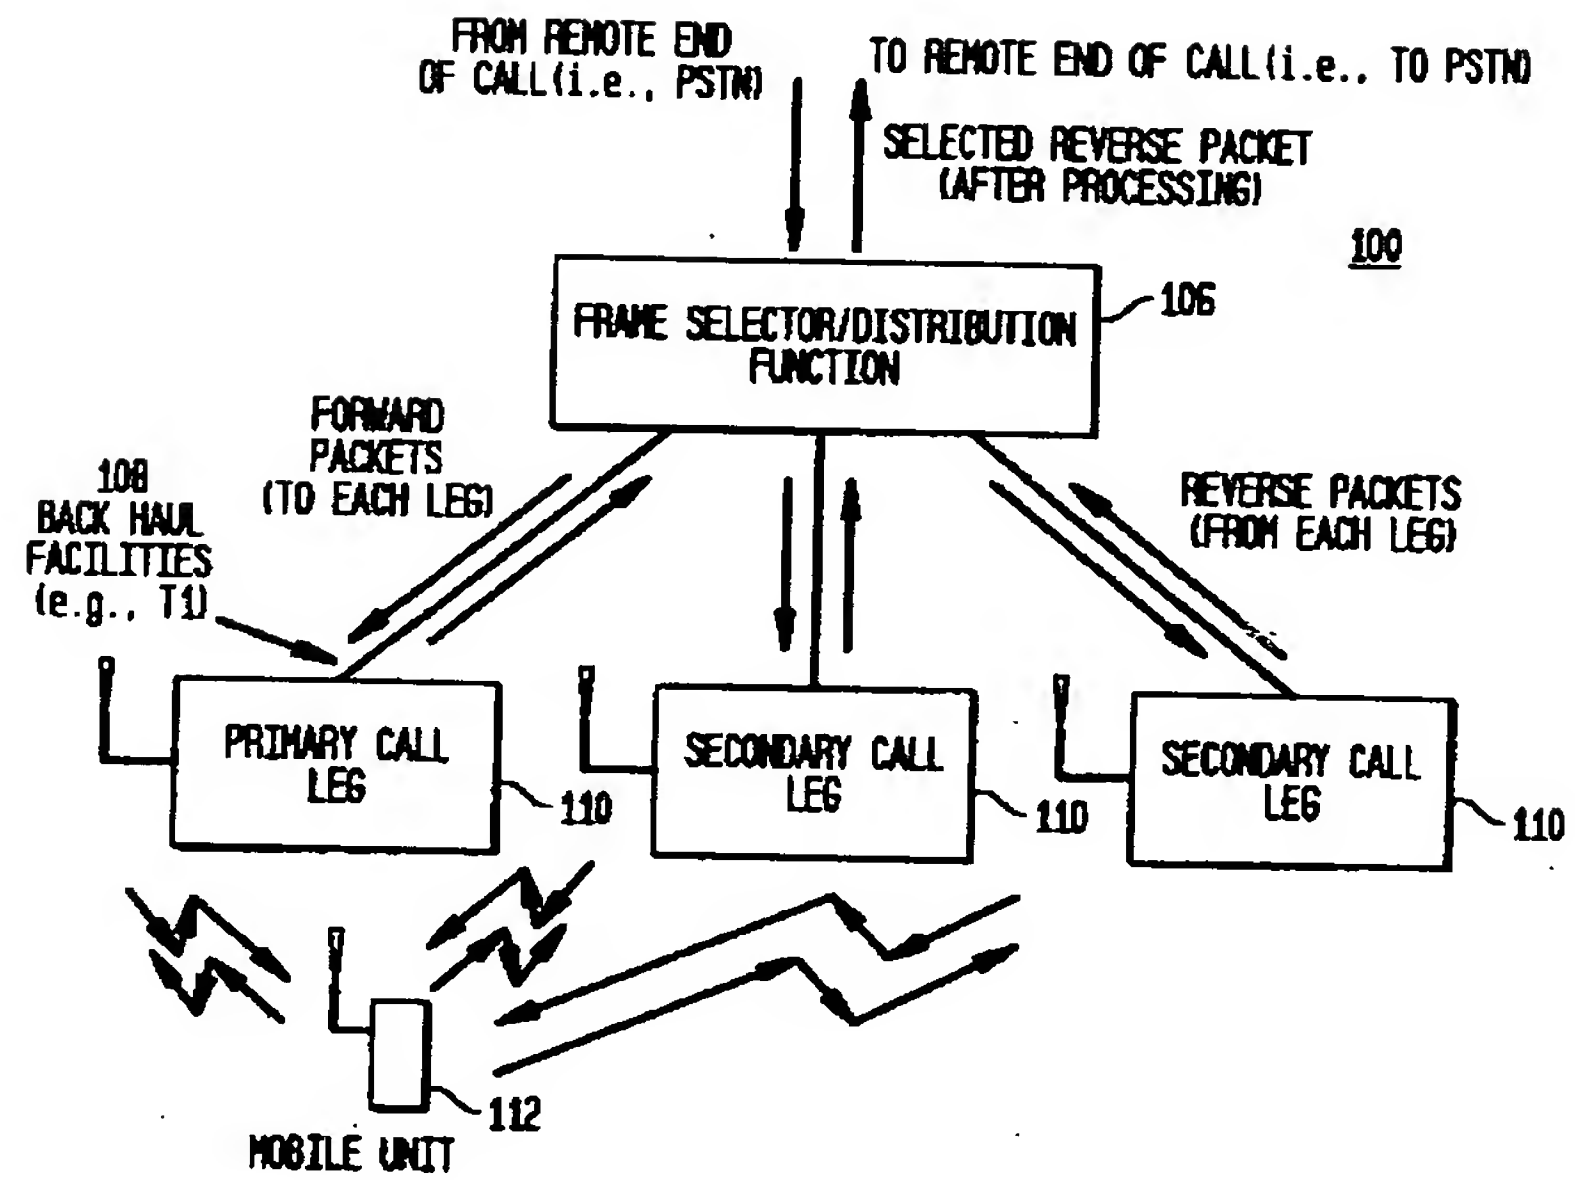 FROM REMOTE END
OF CALL(i.e., PSTN)
TO REMOTE END OF CALL(i.e., TO PSTN)
SELECTED REVERSE PACKET
(AFTER PROCESSING)
100
FRAME SELECTOR/DISTRIBUTION
FUNCTION
106
FORWARD
PACKETS
(TO EACH LEG)
108
BACK HAUL
FACILITIES
(e.g., T1)
REVERSE PACKETS
(FROM EACH LEG)
PRIMARY CALL
LEG
110
SECONDARY CALL
LEG
110
SECONDARY CALL
LEG
110
112
MOBILE UNIT